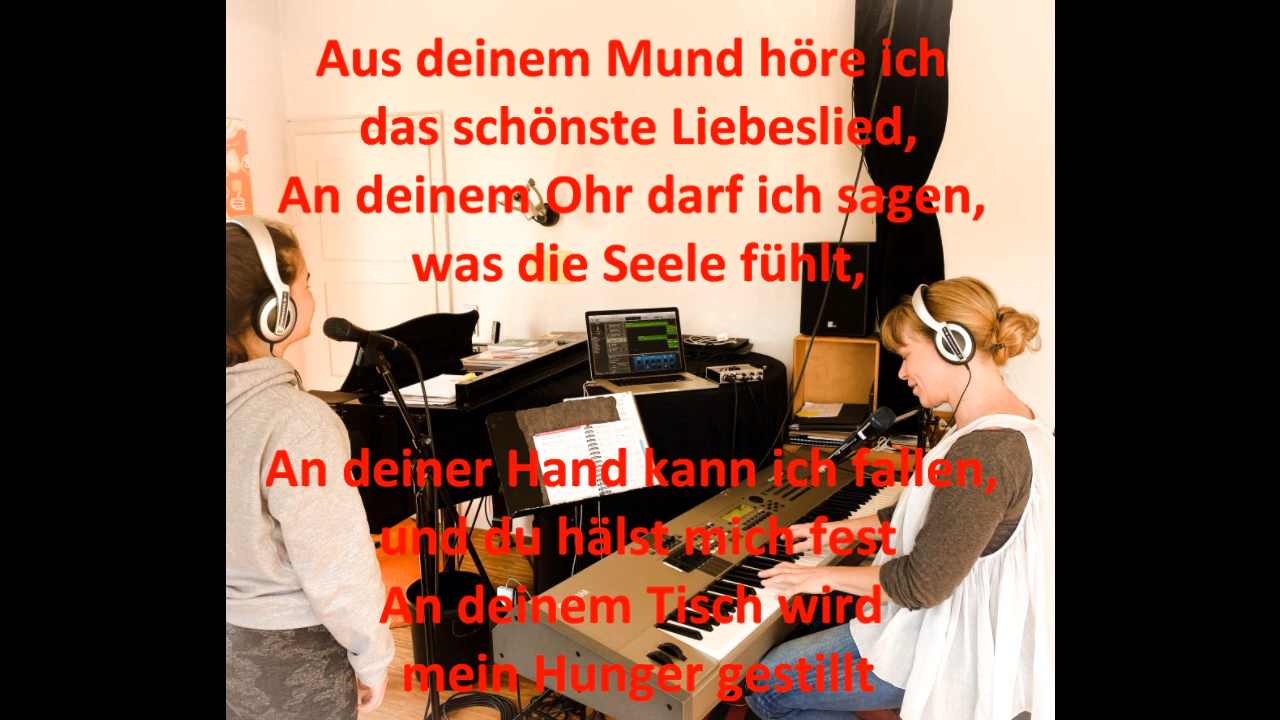 Aus deinem Mund höre ich
das schönste Liebeslied,
An deinem Ohr darf ich sagen,
was die Seele fühlt,
An deiner Hand kann ich fallen,
und du hälst mich fest
An deinem Tisch wird
mein Hunger gestillt